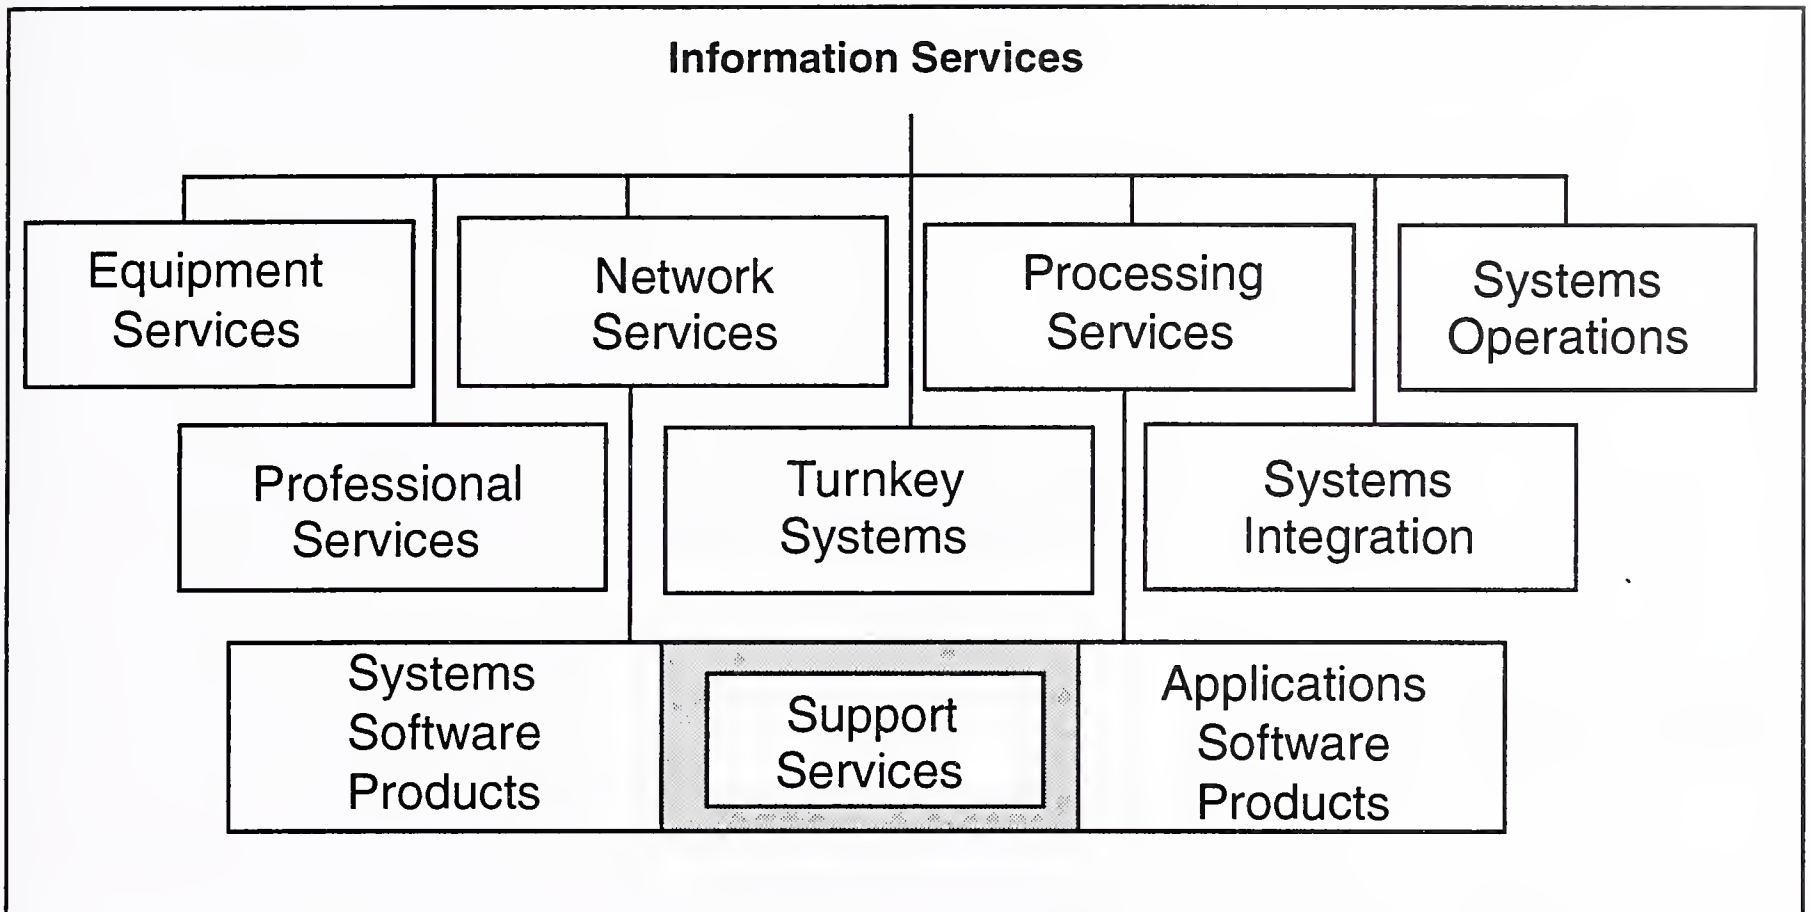 Information Services
Equipment
Services
Network
Services
Processing
Services
Systems
Operations
Professional
Services
Turnkey
Systems
Systems
Integration
Systems
Software
Products
Support
Services
Applications
Software
Products